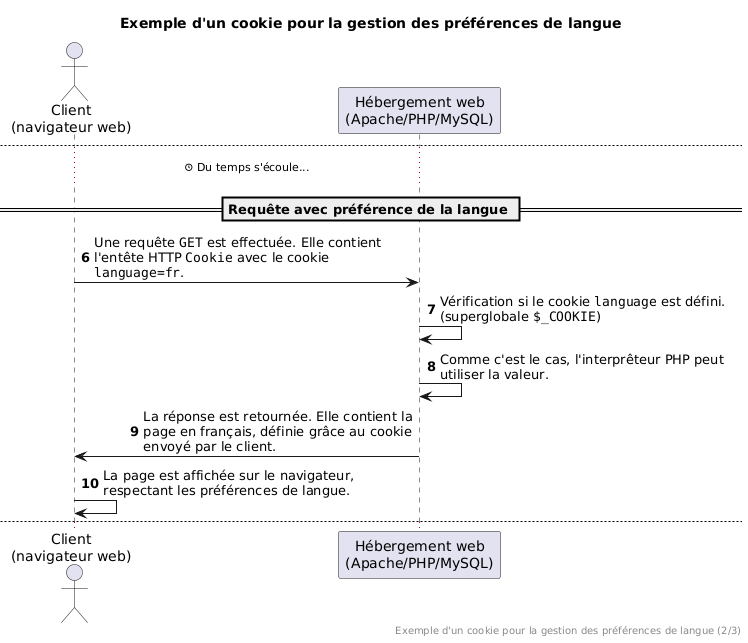 Exemple d'un cookie pour la gestion des préférences de langue
Client
(navigateur web)
Hébergement web
(Apache/PHP/MySQL)
Du temps s'écoule...
Requête avec préférence de la langue
6 Une requête GET est effectuée. Elle contient
l'entête HTTP Cookie avec le cookie
language=fr.
7 Vérification si le cookie language est défini.
(superglobale $_COOKIE)
8 Comme c'est le cas, l'interprêteur PHP peut
utiliser la valeur.
La réponse est retournée. Elle contient la
9 page en français, définie grâce au cookie
envoyé par le client.
10 La page est affichée sur le navigateur,
respectant les préférences de langue.
Client
(navigateur web)
Hébergement web
(Apache/PHP/MySQL)
Exemple d'un cookie pour la gestion des préférences de langue (2/3)